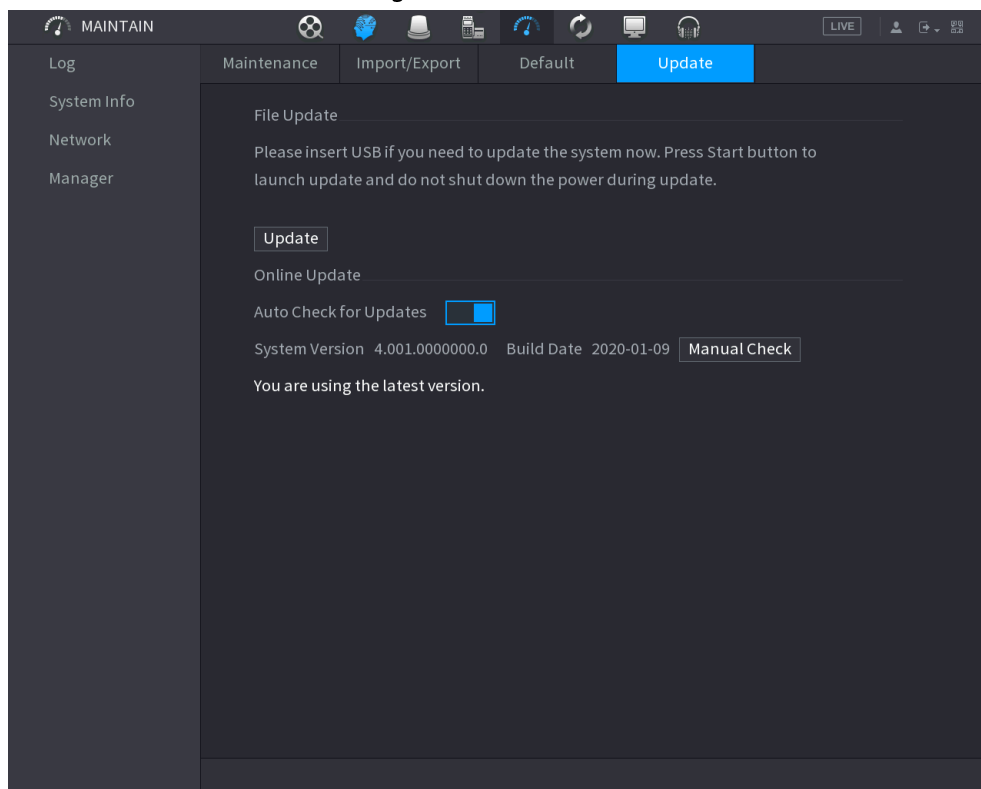 MAINTAIN
LIVE
Log
System Info
Network
Manager
Maintenance
Import/Export
Default
Update
File Update
Please insert USB if you need to update the system now. Press Start button to
launch update and do not shut down the power during update.
Update
Online Update
Auto Check for Updates
System Version 4.001.0000000.0 Build Date 2020-01-09 Manual Check
You are using the latest version.